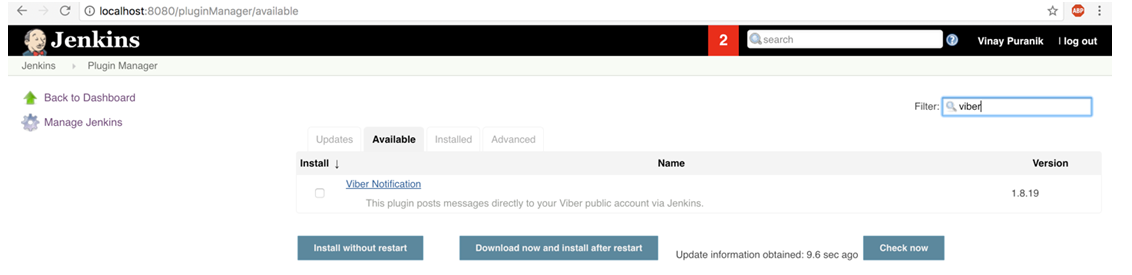 localhost:8080/pluginManager/available
ABP
Jenkins
2
search
?
Vinay Puranik
| log out
Jenkins
Plugin Manager
Back to Dashboard
Manage Jenkins
Filter:
viber
Updates
Available
Installed
Advanced
Install ↓
Name
Version
Viber Notification
This plugin posts messages directly to your Viber public account via Jenkins.
1.8.19
Install without restart
Download now and install after restart
Update information obtained: 9.6 sec ago
Check now